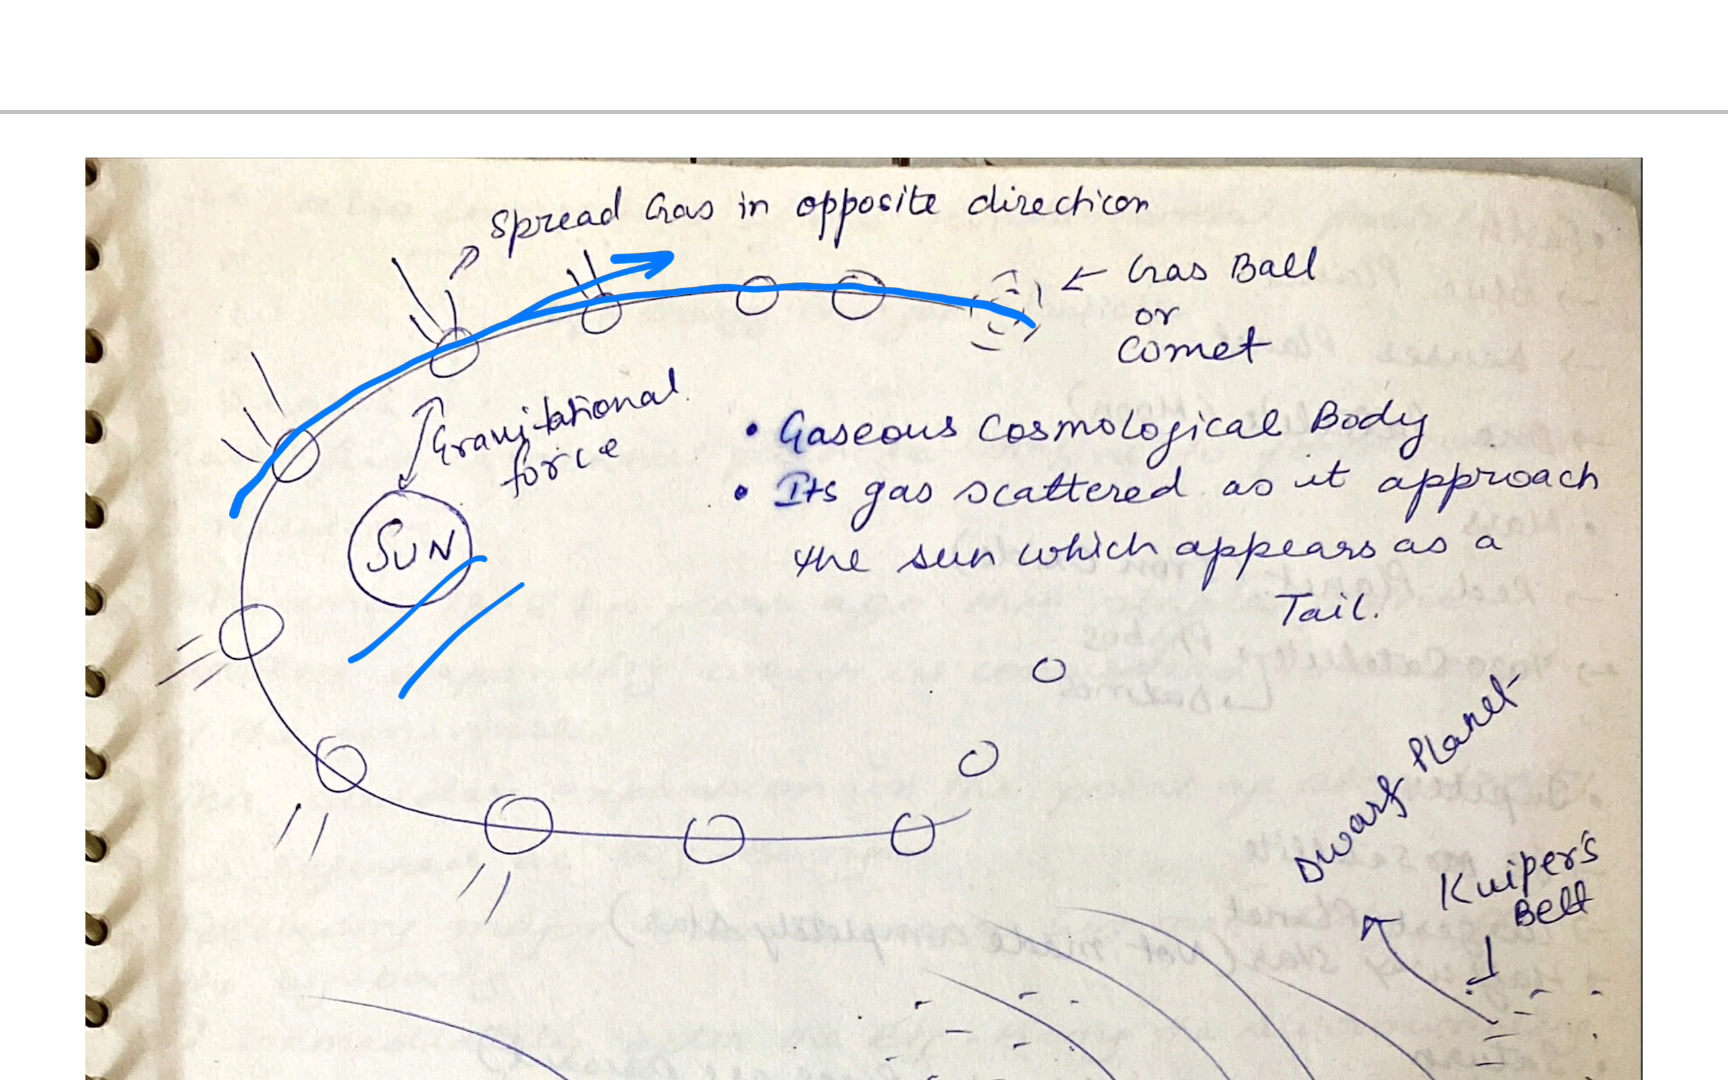 Spread Gas in opposite direction
← Gas Ball
or
Comet
Gravitational
force
SUN
• Gaseous Cosmological Body
• Its gas scattered as it approach
the sun which appears as a
Tail.
Dwarf Planet
Kuiper's
Belt